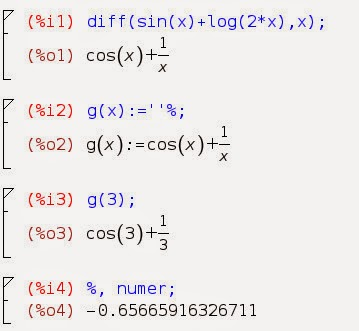 (%i1) diff(sin(x)+log(2*x),x);
(%o1) cos(x)+1/x
(%i2) g(x):=''%;
(%o2) g(x):=cos(x)+1/x
(%i3) g(3);
(%o3) cos(3)+1/3
(%i4) %, numer;
(%o4) -0.65665916326711